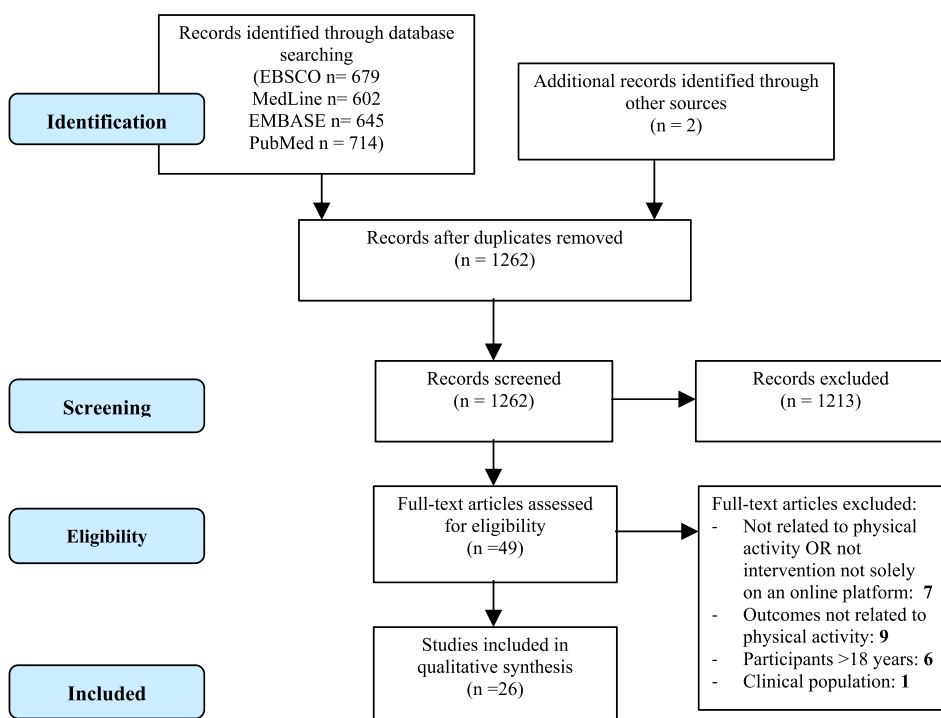 Records identified through database
searching
(EBSCO n= 679
MedLine n= 602
EMBASE n= 645
PubMed n = 714)
Additional records identified through
other sources
(n = 2)
Identification
Records after duplicates removed
(n = 1262)
Screening
Records screened
(n = 1262)
Records excluded
(n = 1213)
Eligibility
Full-text articles assessed
for eligibility
(n =49)
Full-text articles excluded:
- Not related to physical
activity OR not
intervention not solely
on an online platform: 7
- Outcomes not related to
physical activity: 9
- Participants >18 years: 6
- Clinical population: 1
Included
Studies included in
qualitative synthesis
(n =26)